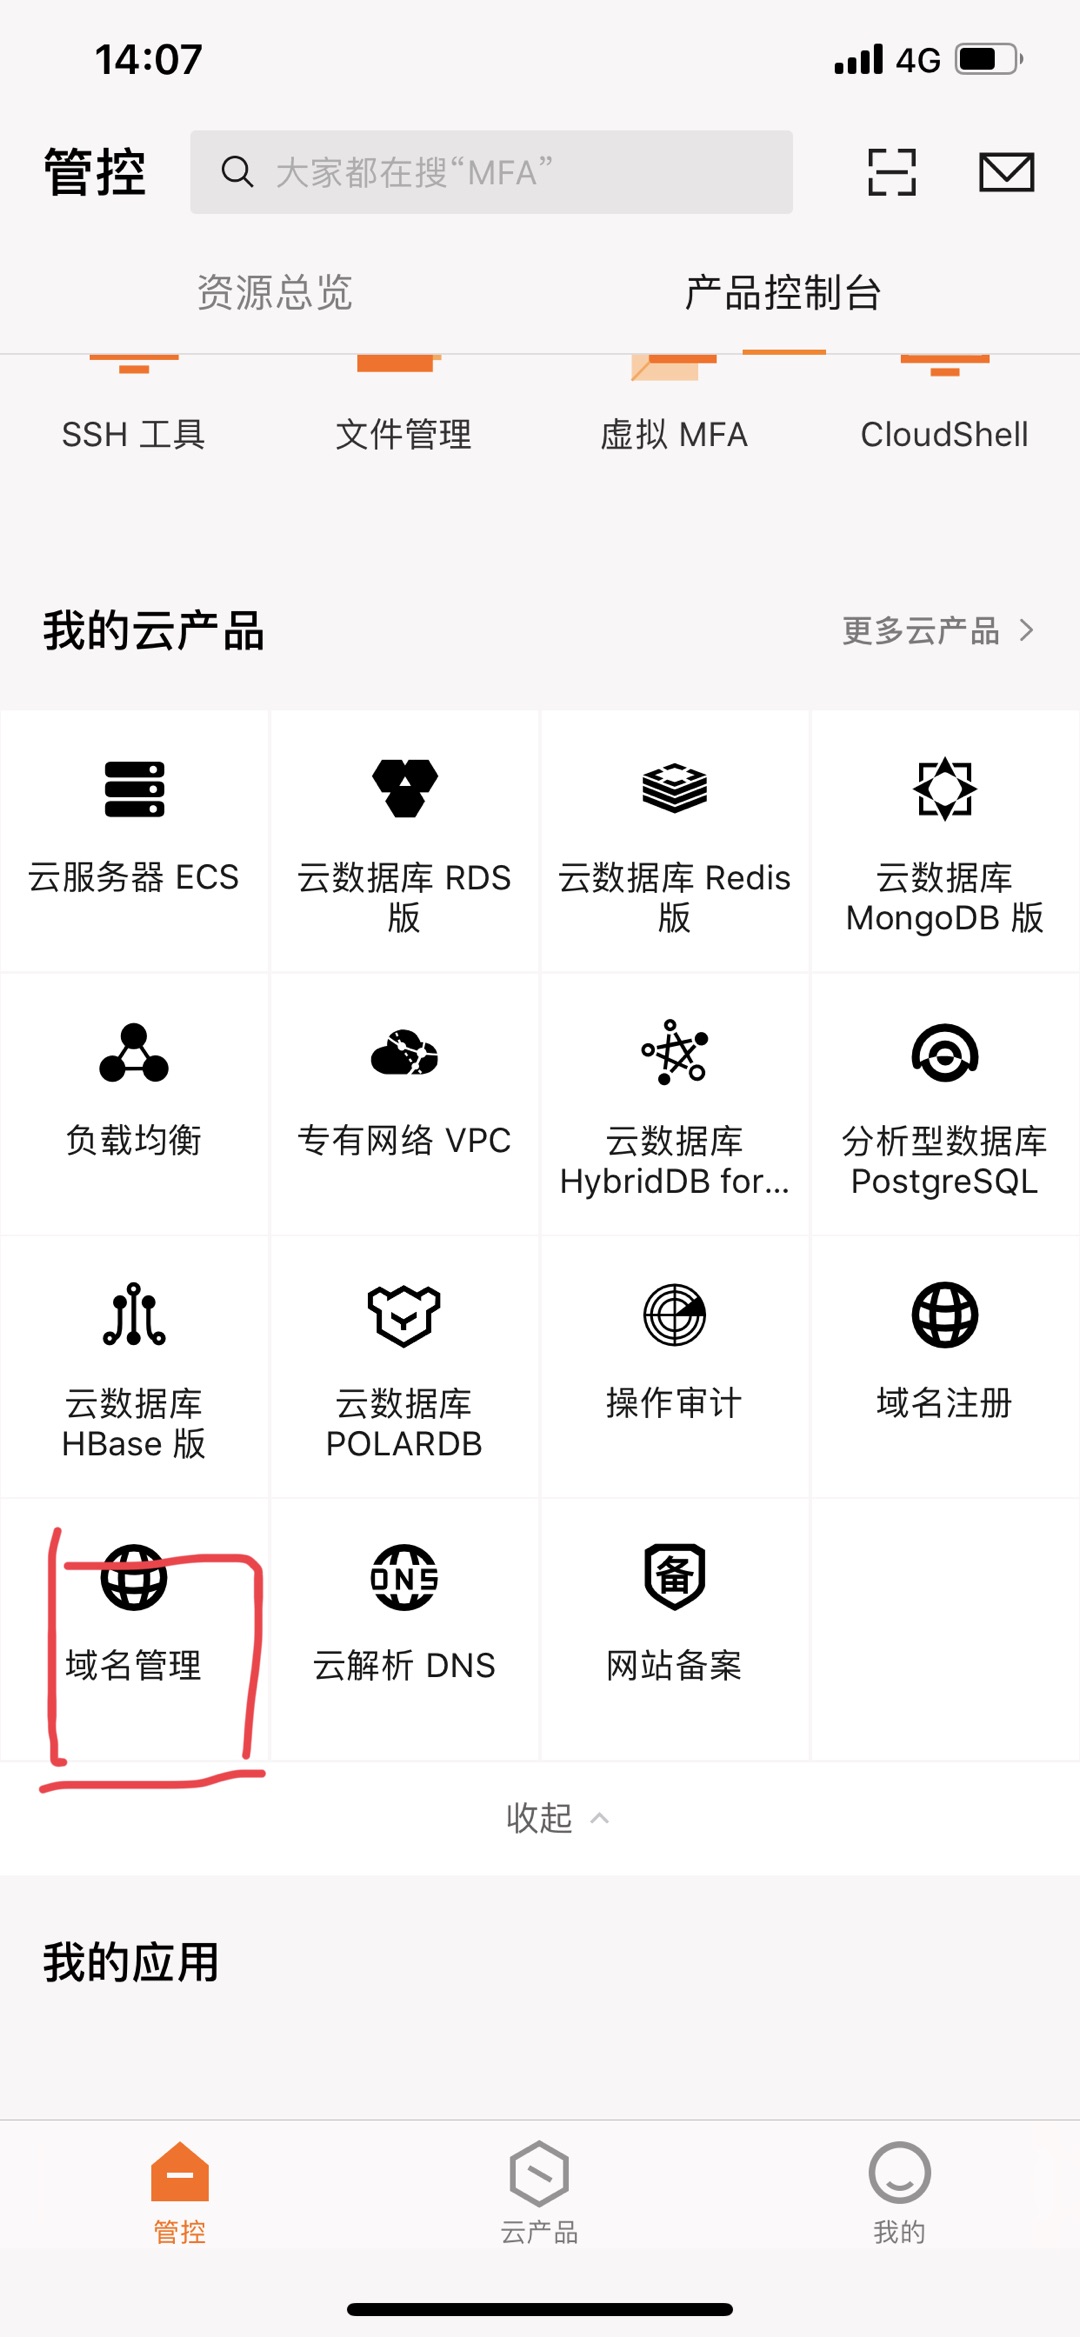 14:07
4G
管控
大家都在搜“MFA”
资源总览
产品控制台
SSH 工具
文件管理
虚拟 MFA
CloudShell
我的云产品
更多云产品
云服务器 ECS
云数据库 RDS
版
云数据库 Redis
版
云数据库
MongoDB 版
负载均衡
专有网络 VPC
云数据库
HybridDB for...
分析型数据库
PostgreSQL
云数据库
HBase 版
云数据库
POLARDB
操作审计
域名注册
域名管理
DNS
云解析 DNS
备
网站备案
收起
我的应用
管控
云产品
我的